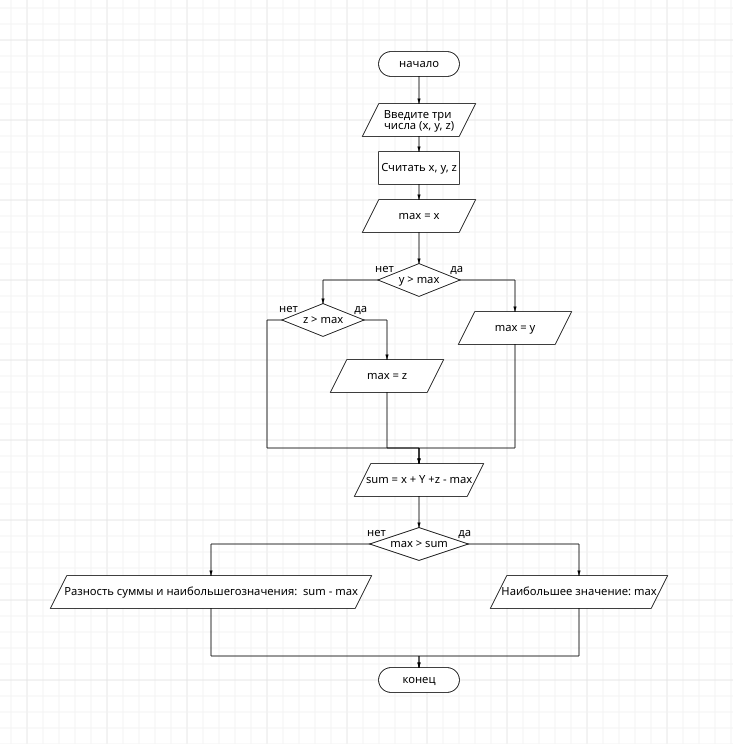 начало
Введите три
числа (x, y, z)
Считать x, y, z
max = x
нет
да
y > max
нет
да
z > max
max = y
max = z
sum = x + Y +z - max
нет
да
max > sum
Разность суммы и наибольшегозначения:  sum - max
Наибольшее значение: max
конец